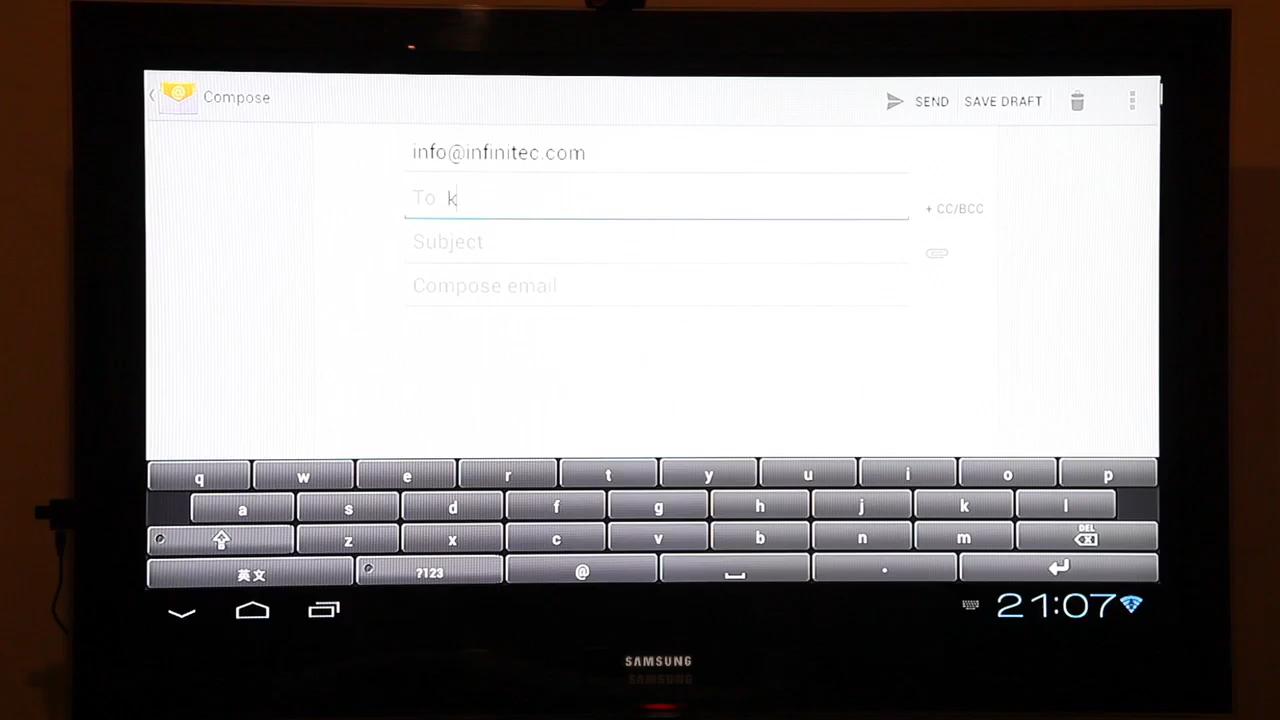 Compose SEND SAVE DRAFT
info@infinitec.com
To k
+ CC/BCC
Subject
Compose email
q w e r t y u i o p
a s d f g h j k l
z x c v b n m DEL
英文 ?123 @ .
21:07
SAMSUNG